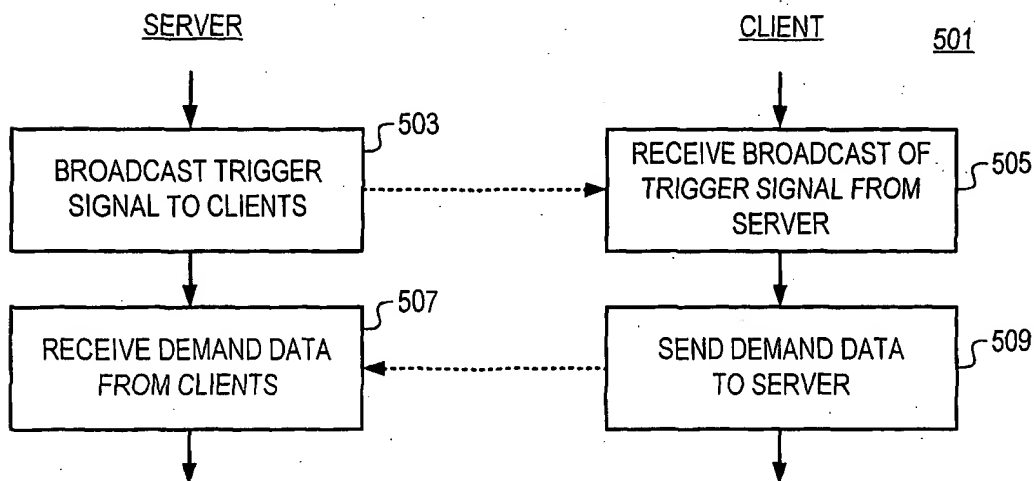 SERVER
CLIENT
501
503
BROADCAST TRIGGER
SIGNAL TO CLIENTS
RECEIVE BROADCAST OF
TRIGGER SIGNAL FROM
SERVER
505
507
RECEIVE DEMAND DATA
FROM CLIENTS
SEND DEMAND DATA
TO SERVER
509